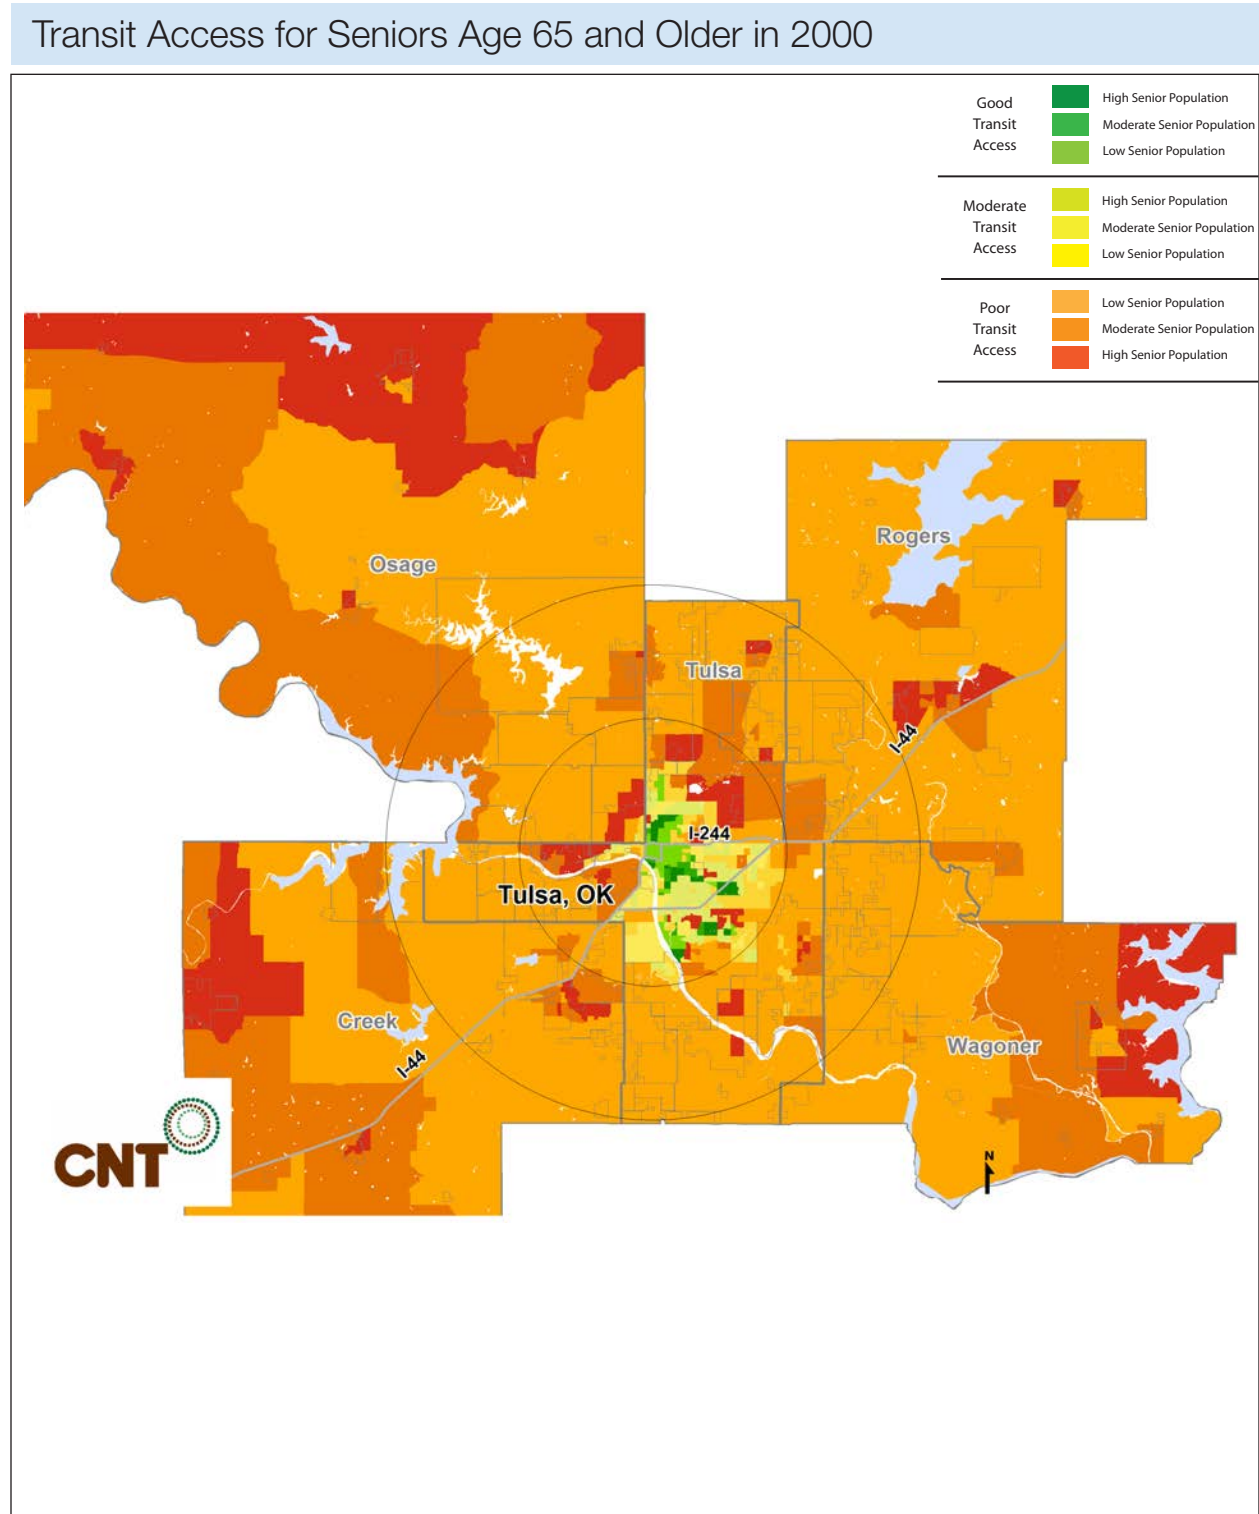 Transit Access for Seniors Age 65 and Older in 2000
Good
Transit
Access
High Senior Population
Moderate Senior Population
Low Senior Population
Moderate
Transit
Access
High Senior Population
Moderate Senior Population
Low Senior Population
Poor
Transit
Access
Low Senior Population
Moderate Senior Population
High Senior Population
Osage
Rogers
Tulsa
I-44
I-244
Tulsa, OK
Creek
Wagoner
I-44
CNT
N